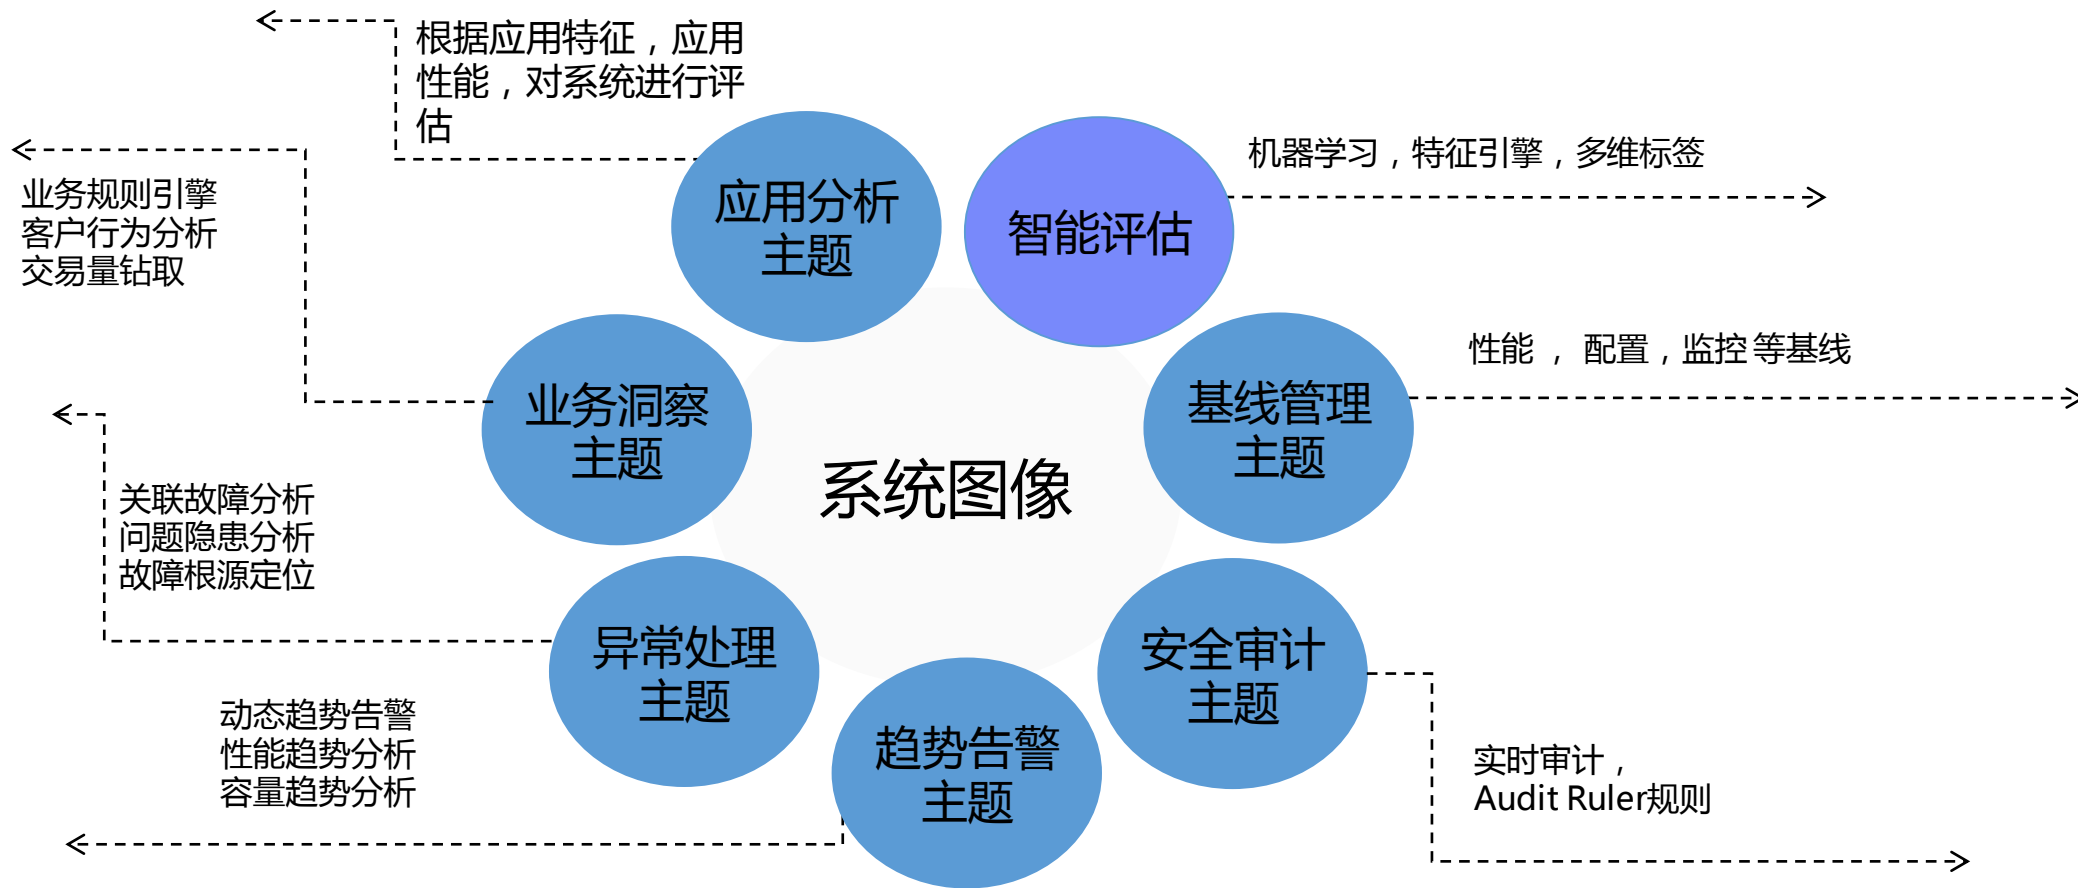 根据应用特征，应用
性能，对系统进行评
估
机器学习，特征引擎，多维标签
业务规则引擎
客户行为分析
交易量钻取
应用分析
主题
智能评估
性能 ， 配置，监控等基线
业务洞察
主题
基线管理
主题
系统图像
关联故障分析
问题隐患分析
故障根源定位
异常处理
主题
安全审计
主题
动态趋势告警
性能趋势分析
容量趋势分析
趋势告警
主题
实时审计，
Audit Ruler规则